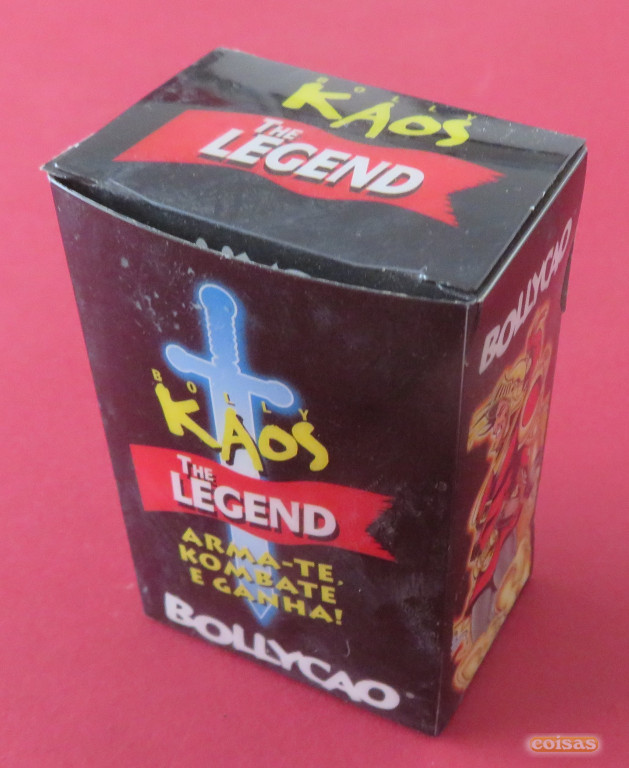 BOLLY
KAOS
THE
LEGEND
BOLLY
KAOS
THE
LEGEND
ARMA-TE,
KOMBATE
E GANHA!
BOLLYCAO
BOLLYCAO
coisas